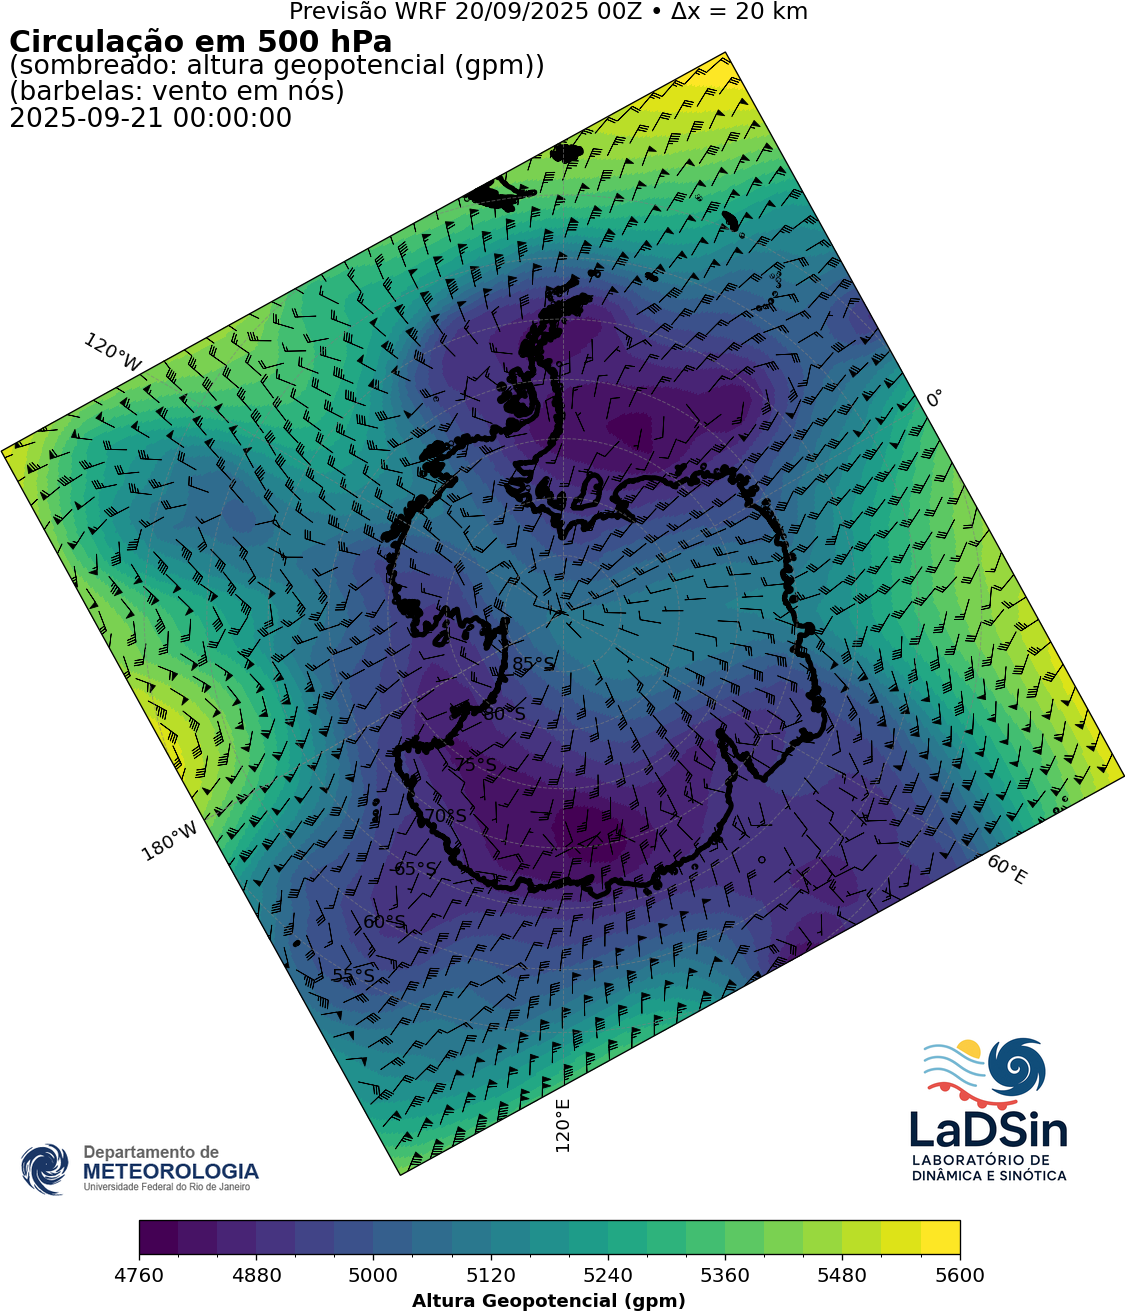 Previsão WRF 20/09/2025 00Z • Δx = 20 km
Circulação em 500 hPa
(sombreado: altura geopotencial (gpm))
(barbelas: vento em nós)
2025-09-21 00:00:00
120°W
0°
85°S
80°S
75°S
70°S
180°W
65°S
60°E
60°S
55°S
120°E
LaDSin
LABORATÓRIO DE
DINÂMICA E SINÓTICA
Departamento de
METEOROLOGIA
Universidade Federal do Rio de Janeiro
4760 4880 5000 5120 5240 5360 5480 5600
Altura Geopotencial (gpm)